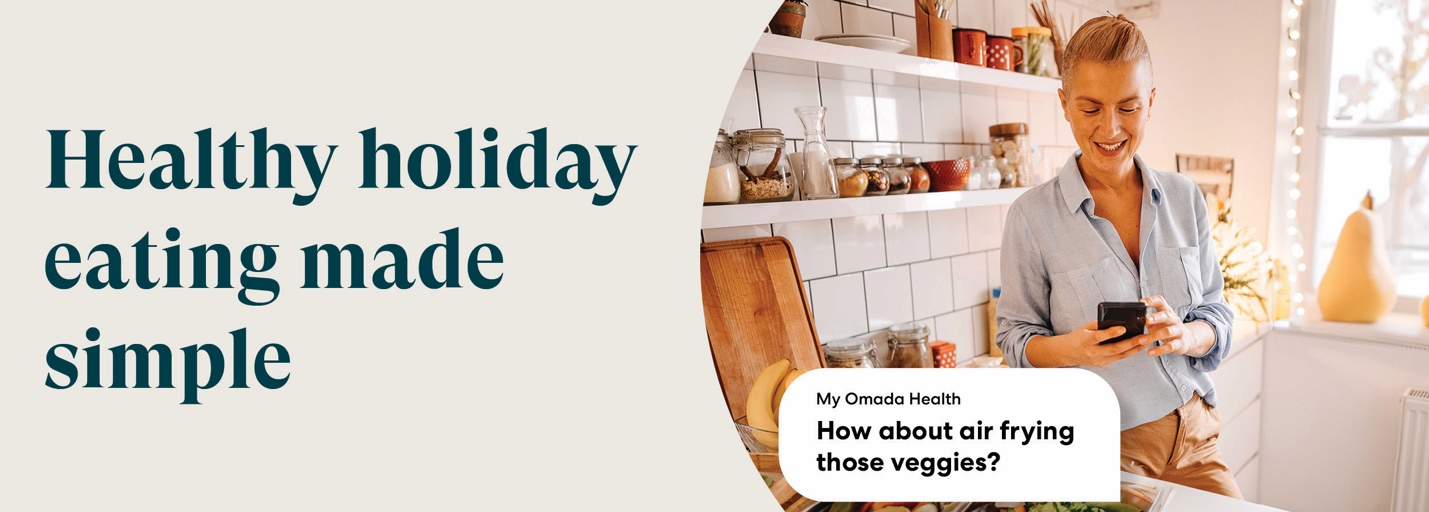 Healthy holiday
eating made
simple
My Omada Health
How about air frying
those veggies?